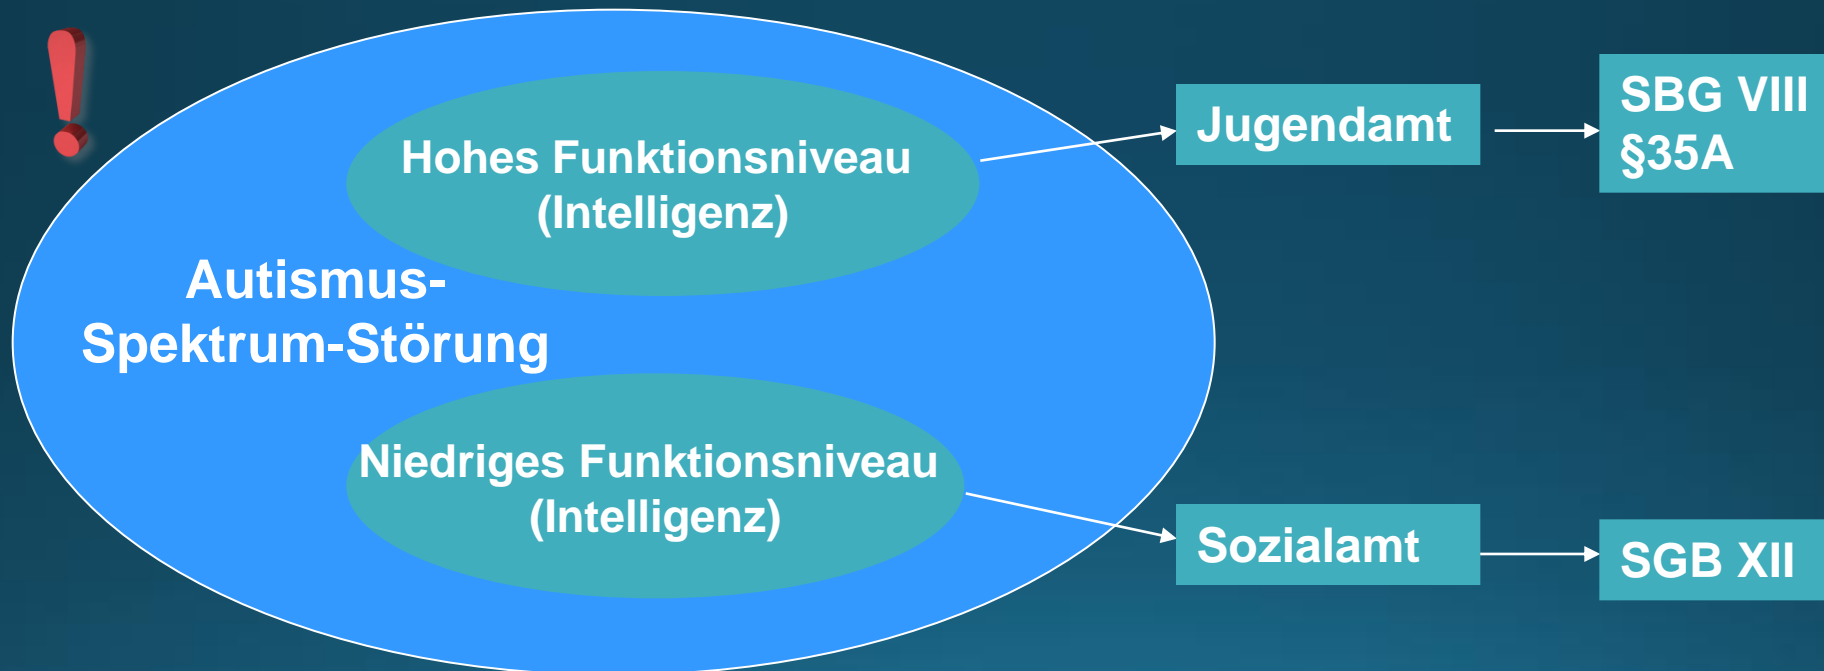 Hohes Funktionsniveau
(Intelligenz)
Jugendamt
SBG VIII
§35A
Autismus-
Spektrum-Störung
Niedriges Funktionsniveau
(Intelligenz)
Sozialamt
SGB XII